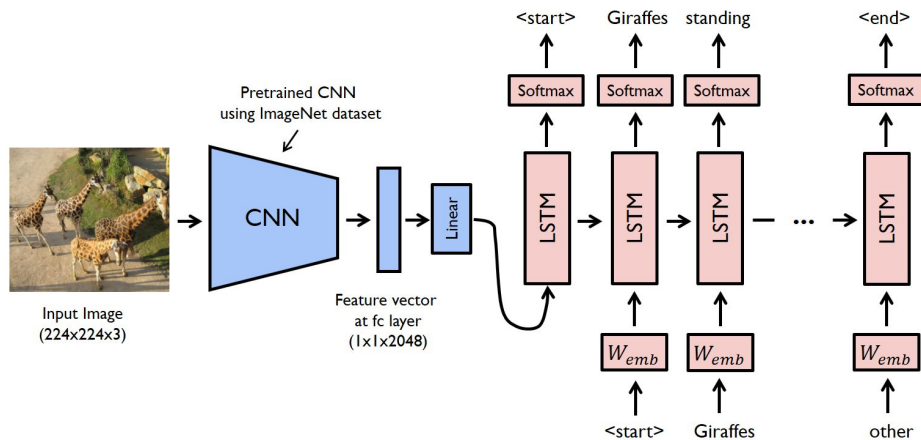 <start> Giraffes standing <end>
Softmax Softmax Softmax Softmax
Pretrained CNN
using ImageNet dataset
CNN
Linear
LSTM LSTM LSTM ... LSTM
Input Image
(224x224x3)
Feature vector
at fc layer
(1x1x2048)
W_emb W_emb W_emb
<start> Giraffes other